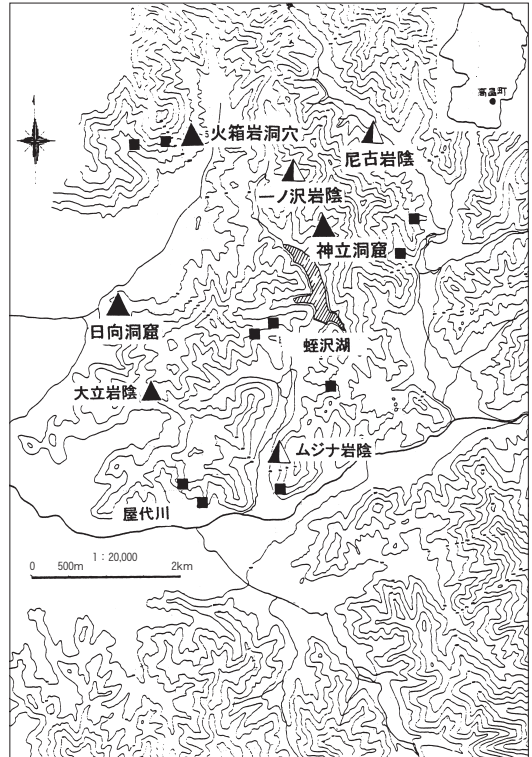 高畠町
火箱岩洞穴
尼古岩陰
一ノ沢岩陰
神立洞窟
日向洞窟
蛭沢湖
大立岩陰
ムジナ岩陰
屋代川
1：20,000
0 500m 2km